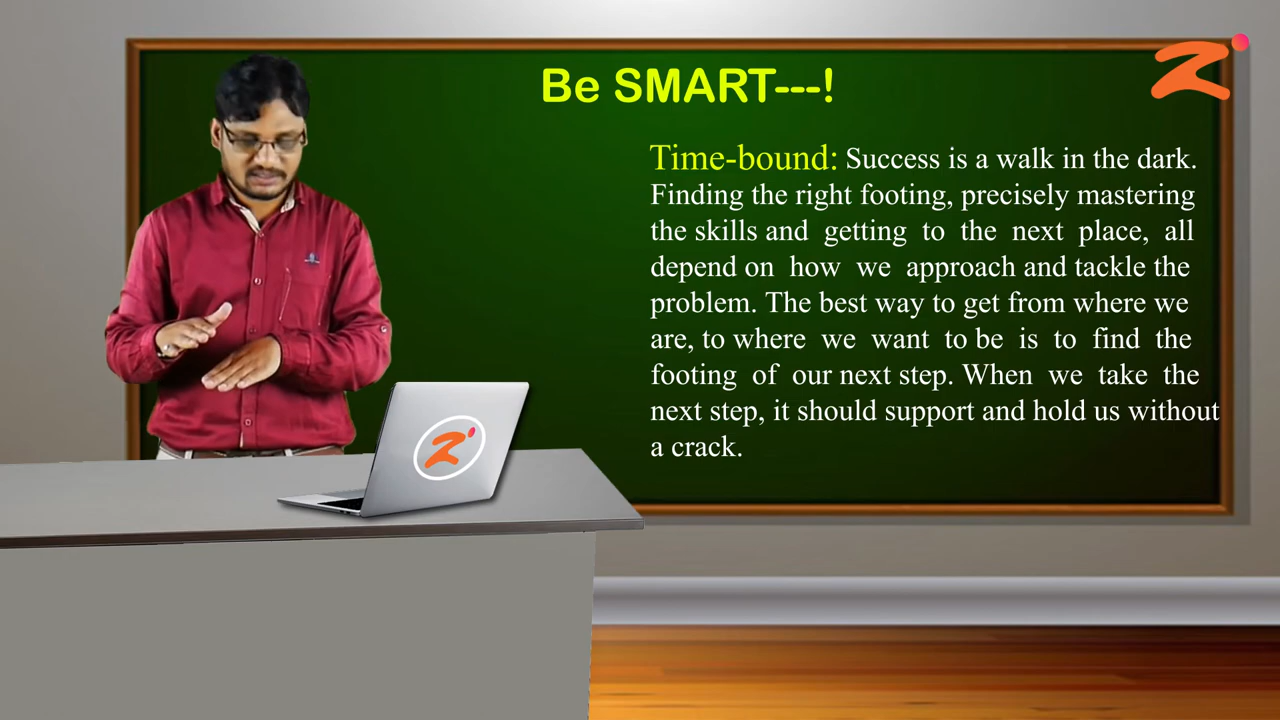 Be SMART---!
Time-bound: Success is a walk in the dark.
Finding the right footing, precisely mastering
the skills and getting to the next place, all
depend on how we approach and tackle the
problem. The best way to get from where we
are, to where we want to be is to find the
footing of our next step. When we take the
next step, it should support and hold us without
a crack.